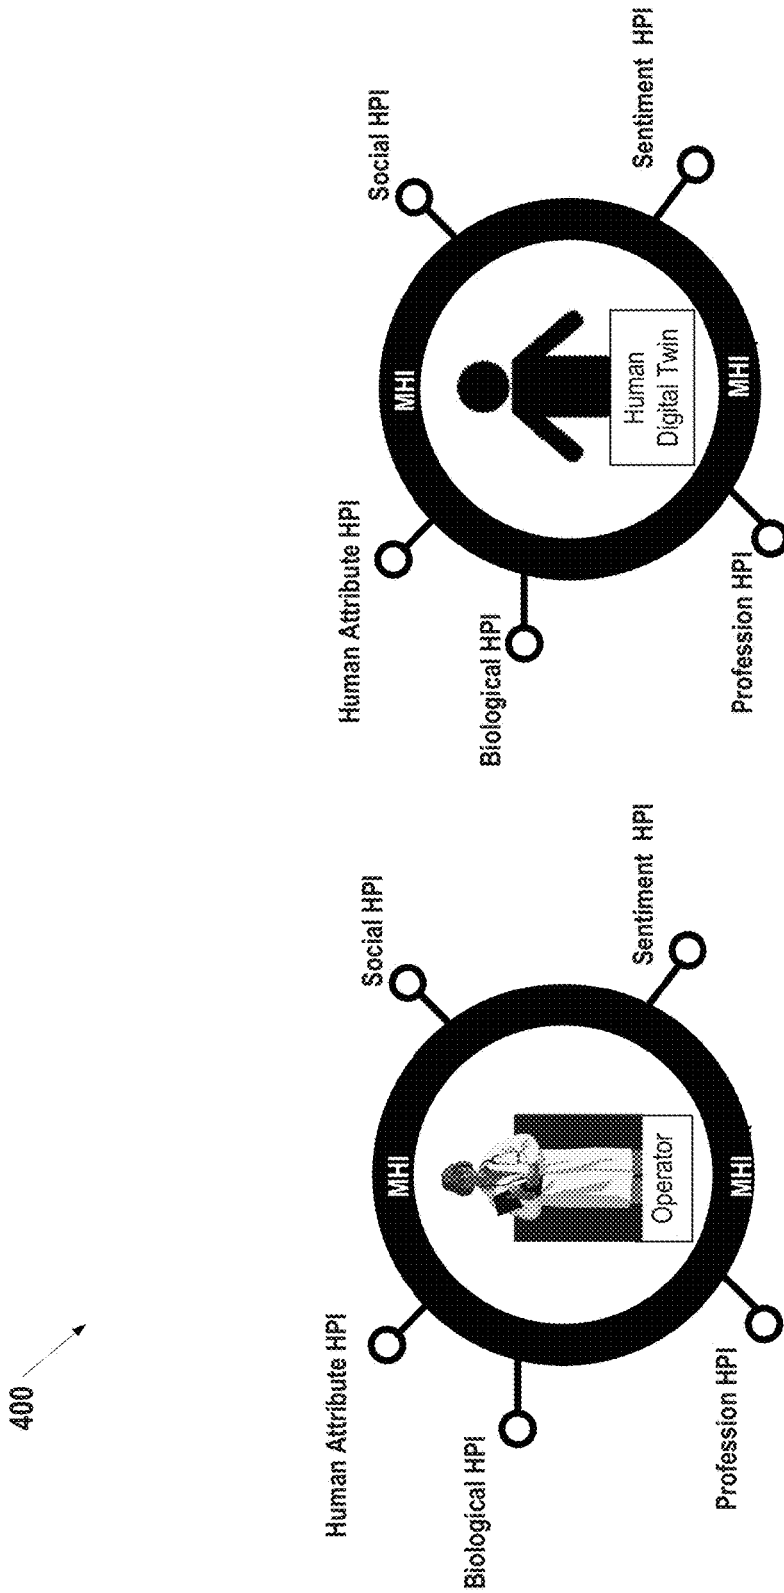 400
Human Attribute HPI
Social HPI
Biological HPI
MHI
Operator
MHI
Sentiment HPI
Profession HPI
Human Attribute HPI
Social HPI
Biological HPI
MHI
Human
Digital Twin
MHI
Sentiment HPI
Profession HPI